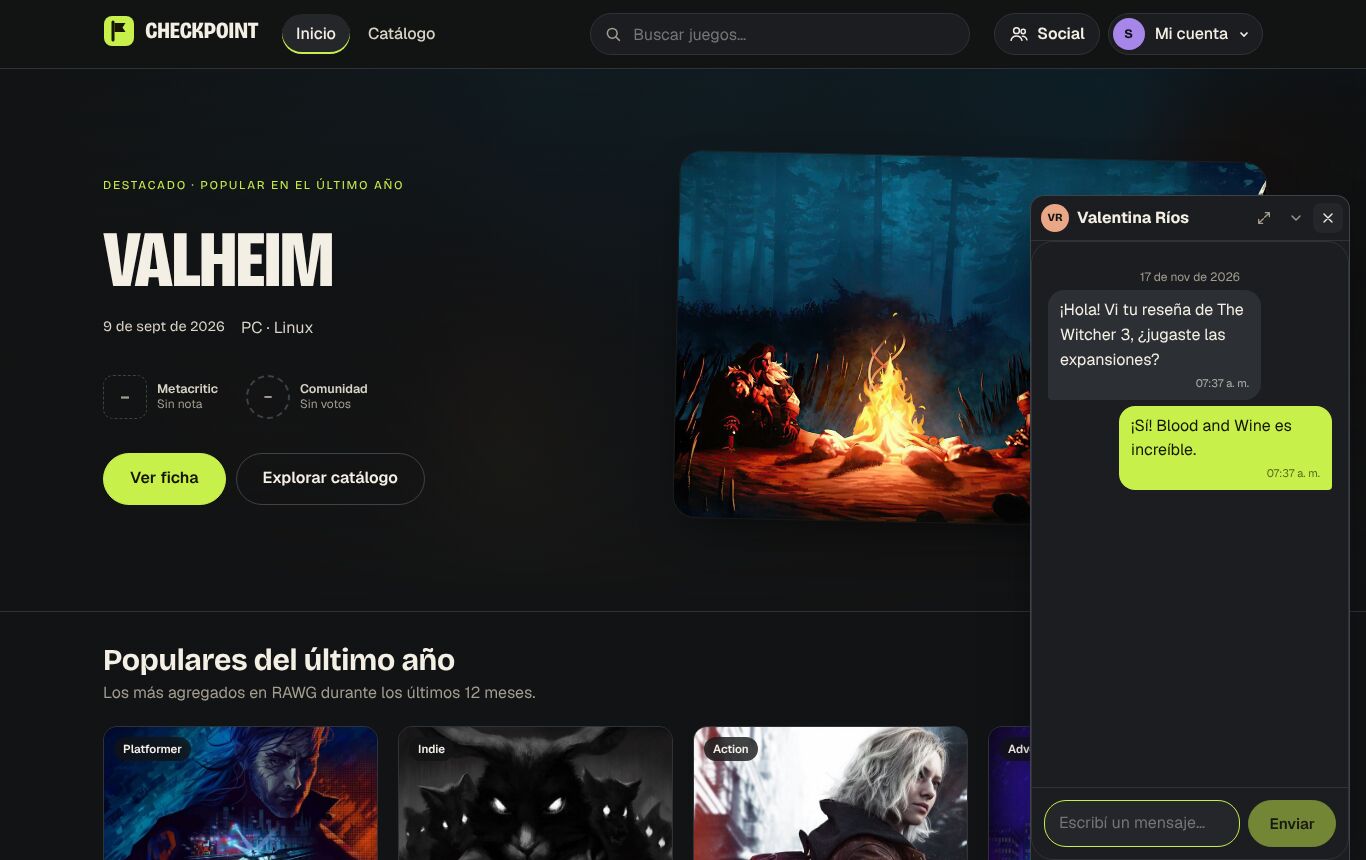 CHECKPOINT
Inicio
Catálogo
Buscar juegos...
Social
S
Mi cuenta
DESTACADO · POPULAR EN EL ÚLTIMO AÑO
VALHEIM
9 de sept de 2026
PC · Linux
–
Metacritic
Sin nota
–
Comunidad
Sin votos
Ver ficha
Explorar catálogo
VR
Valentina Ríos
17 de nov de 2026
¡Hola! Vi tu reseña de The
Witcher 3, ¿jugaste las
expansiones?
07:37 a. m.
¡Sí! Blood and Wine es
increíble.
07:37 a. m.
Escribí un mensaje...
Enviar
Populares del último año
Los más agregados en RAWG durante los últimos 12 meses.
Platformer
Indie
Action